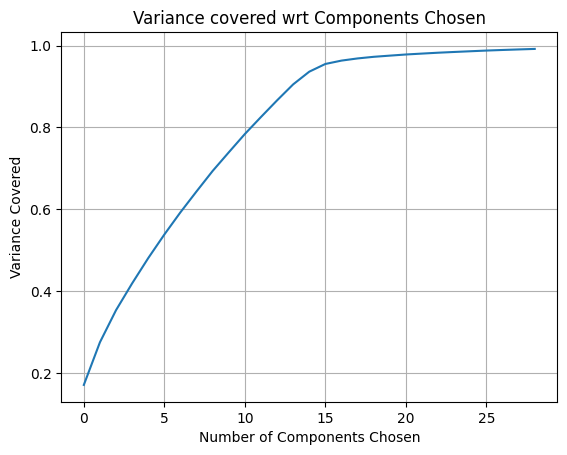 Variance covered wrt Components Chosen
1.0
0.8
0.6
0.4
0.2
Variance Covered
0 5 10 15 20 25
Number of Components Chosen